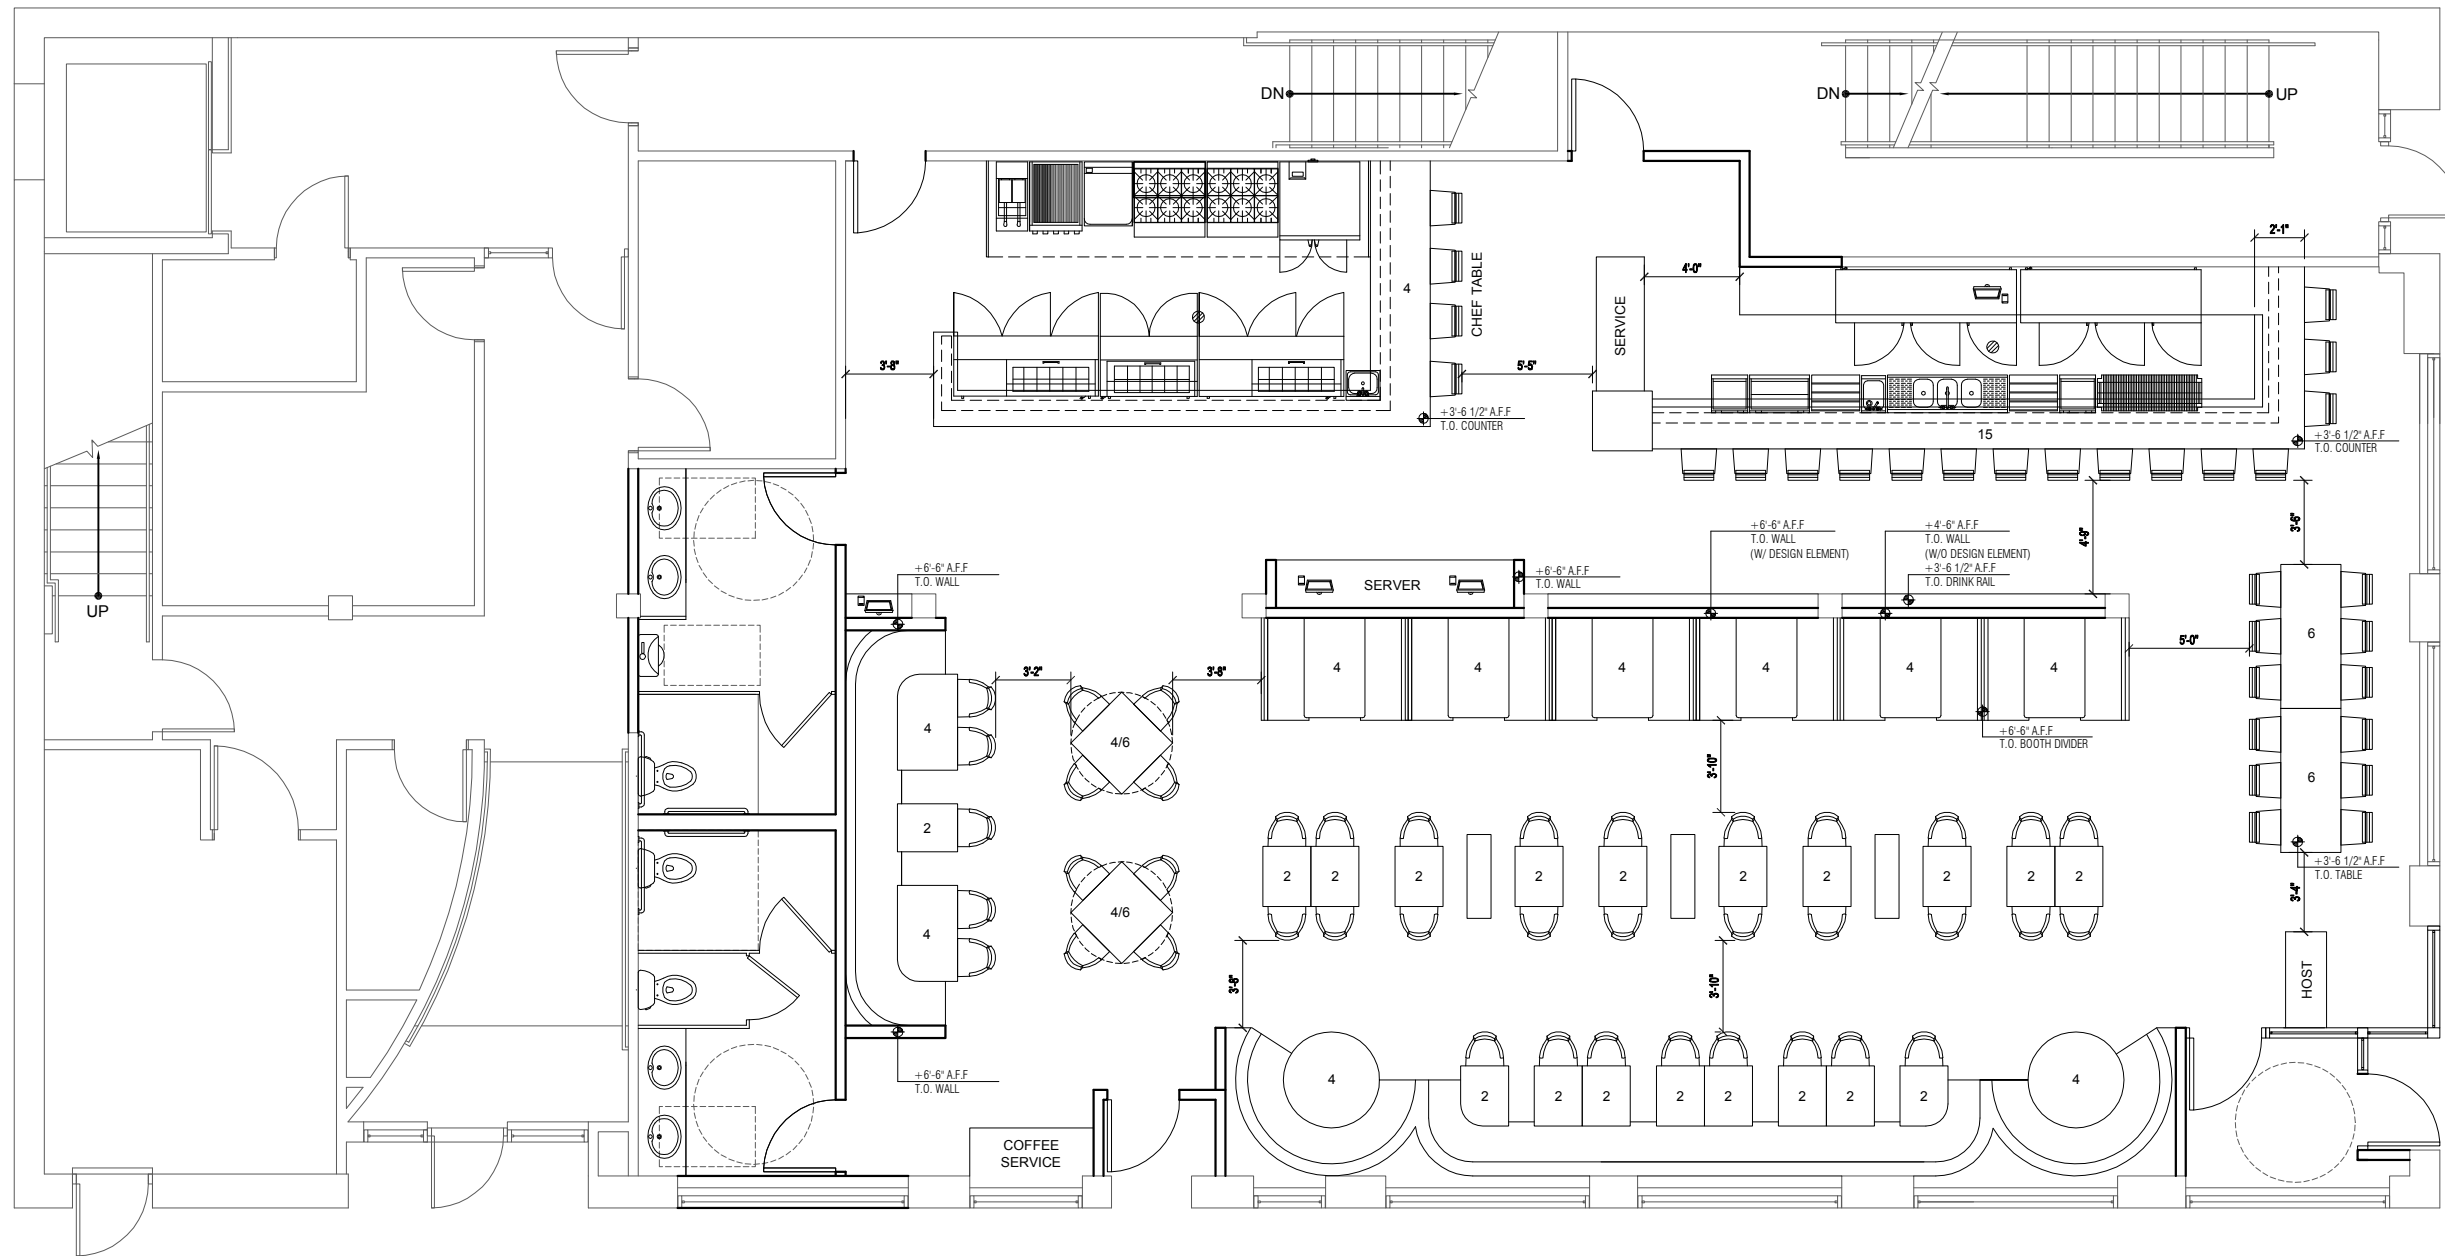 DN
DN
UP
2'-1"
4'-0"
4
CHEF TABLE
SERVICE
3'-8"
5'-5"
+3'-6 1/2" A.F.F
T.O. COUNTER
15
+3'-6 1/2" A.F.F
T.O. COUNTER
UP
+6'-6" A.F.F
T.O. WALL
SERVER
+6'-6" A.F.F
T.O. WALL
+6'-6" A.F.F
T.O. WALL
(W/ DESIGN ELEMENT)
+4'-6" A.F.F
T.O. WALL
(W/O DESIGN ELEMENT)
+3'-6 1/2" A.F.F
T.O. DRINK RAIL
4'-9"
3'-6"
3'-2"
3'-8"
4
4
4
4
4
4
5'-0"
6
4
4/6
+6'-6" A.F.F
T.O. BOOTH DIVIDER
3'-10"
6
2
+3'-6 1/2" A.F.F
T.O. TABLE
2
2
2
2
2
2
2
2
2
2
3'-4"
4
4/6
3'-8"
3'-10"
HOST
+6'-6" A.F.F
T.O. WALL
4
2
2
2
2
2
2
2
2
4
COFFEE
SERVICE